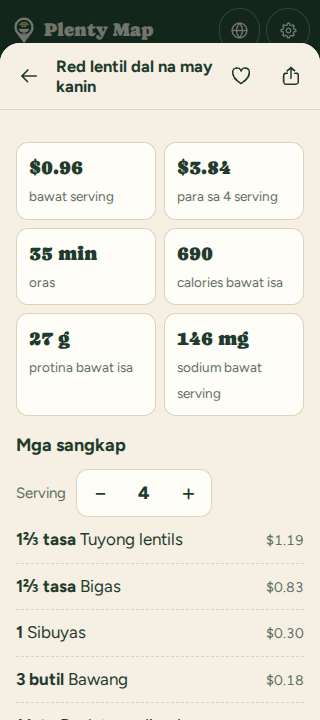 Plenty Map
Red lentil dal na may
kanin
$0.96
bawat serving
$3.84
para sa 4 serving
35 min
oras
690
calories bawat isa
27 g
protina bawat isa
146 mg
sodium bawat
serving
Mga sangkap
Serving
− 4 +
1⅔ tasa Tuyong lentils $1.19
1⅔ tasa Bigas $0.83
1 Sibuyas $0.30
3 butil Bawang $0.18